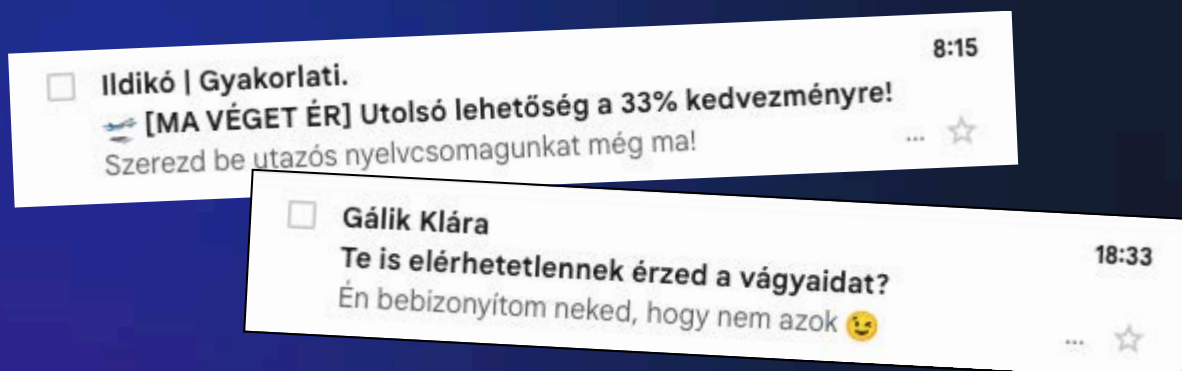 Ildikó | Gyakorlati.
8:15
🛫 [MA VÉGET ÉR] Utolsó lehetőség a 33% kedvezményre!
Szerezd be utazós nyelvcsomagunkat még ma!
...
Gálik Klára
18:33
Te is elérhetetlennek érzed a vágyaidat?
Én bebizonyítom neked, hogy nem azok 😉
...